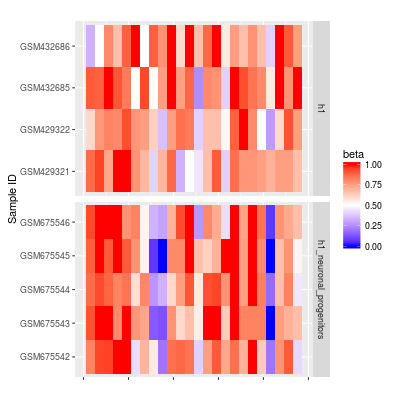 GSM432686
GSM432685
GSM429322
GSM429321
h1
GSM675546
GSM675545
GSM675544
GSM675543
GSM675542
h1_neuronal_progenitors
Sample ID
beta
1.00
0.75
0.50
0.25
0.00